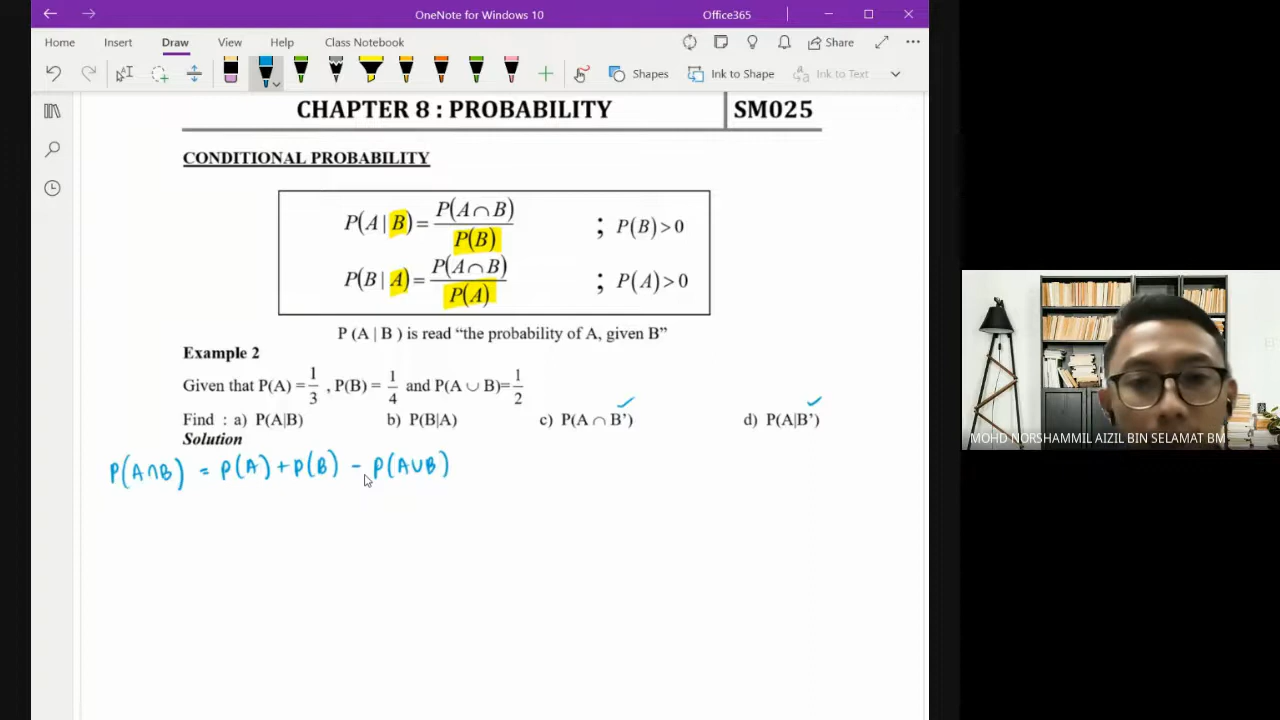 OneNote for Windows 10
Office365
Home Insert Draw View Help Class Notebook
Share
Shapes
Ink to Shape
Ink to Text
CHAPTER 8 : PROBABILITY SM025
CONDITIONAL PROBABILITY
P(A | B) = P(A ∩ B) / P(B) ; P(B) > 0
P(B | A) = P(A ∩ B) / P(A) ; P(A) > 0
P (A | B ) is read “the probability of A, given B”
Example 2
Given that P(A) = 1/3 , P(B) = 1/4 and P(A ∪ B)= 1/2
Find : a) P(A|B) b) P(B|A) c) P(A ∩ B’) d) P(A|B’)
Solution
P(A∩B) = P(A) + P(B) - P(A∪B)
MOHD NORSHAMMIL AIZIL BIN SELAMAT BM